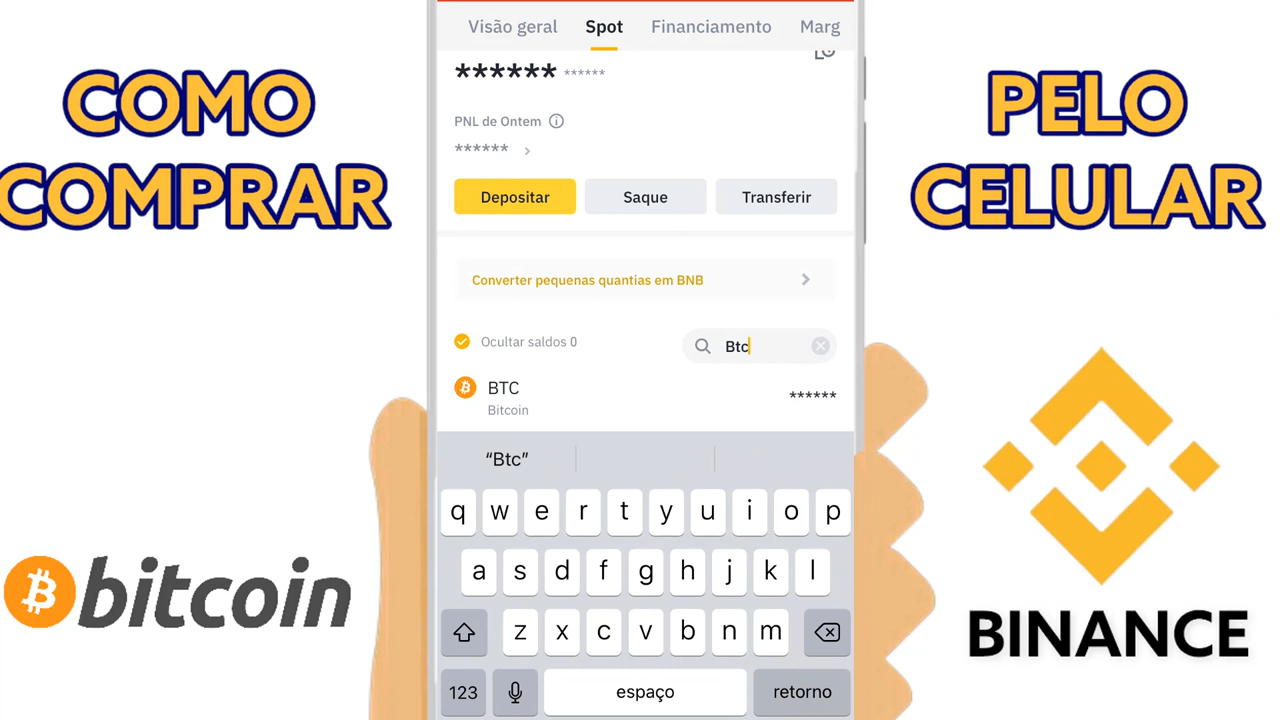 COMO
COMPRAR
PELO
CELULAR
Visão geral Spot Financiamento Marg
****** ******
PNL de Ontem
****** >
Depositar Saque Transferir
Converter pequenas quantias em BNB >
Ocultar saldos 0 Btc
BTC ******
Bitcoin
“Btc”
q w e r t y u i o p
a s d f g h j k l
z x c v b n m
123 espaço retorno
bitcoin
BINANCE